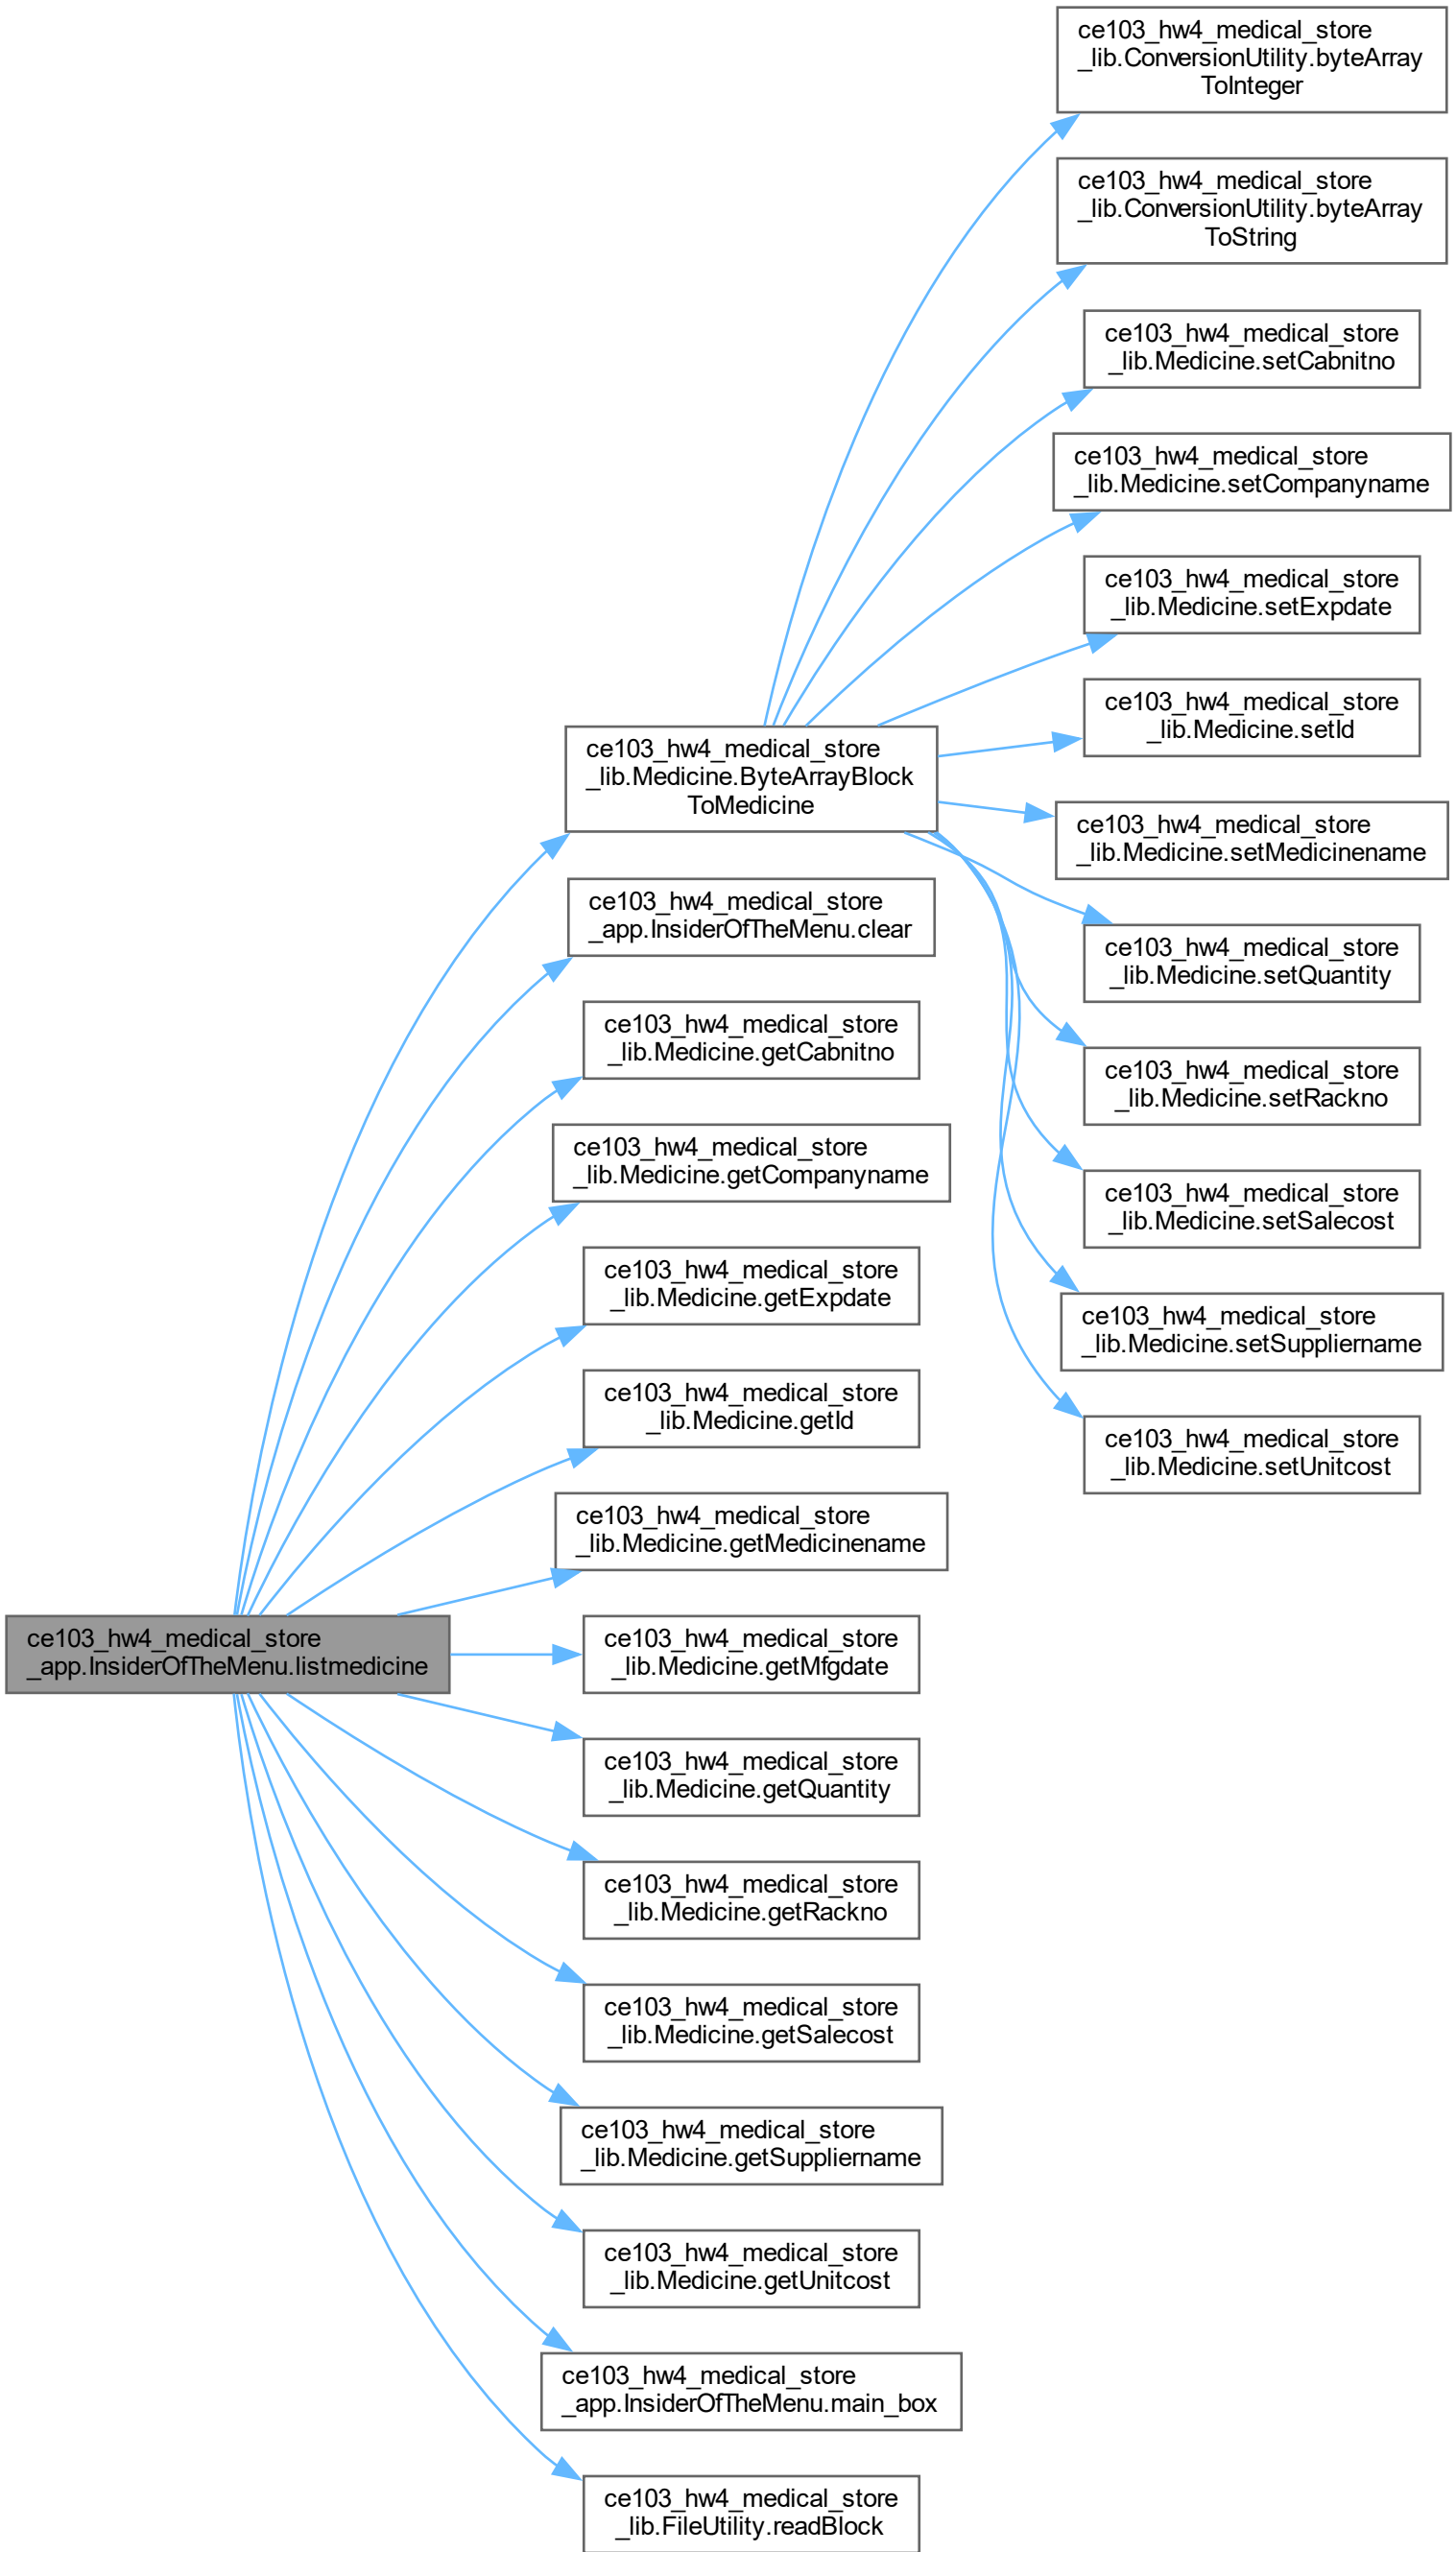 ce103_hw4_medical_store
_lib.ConversionUtility.byteArray
ToInteger
ce103_hw4_medical_store
_lib.ConversionUtility.byteArray
ToString
ce103_hw4_medical_store
_lib.Medicine.setCabnitno
ce103_hw4_medical_store
_lib.Medicine.setCompanyname
ce103_hw4_medical_store
_lib.Medicine.setExpdate
ce103_hw4_medical_store
_lib.Medicine.setId
ce103_hw4_medical_store
_lib.Medicine.ByteArrayBlock
ToMedicine
ce103_hw4_medical_store
_lib.Medicine.setMedicinename
ce103_hw4_medical_store
_app.InsiderOfTheMenu.clear
ce103_hw4_medical_store
_lib.Medicine.setQuantity
ce103_hw4_medical_store
_lib.Medicine.getCabnitno
ce103_hw4_medical_store
_lib.Medicine.setRackno
ce103_hw4_medical_store
_lib.Medicine.getCompanyname
ce103_hw4_medical_store
_lib.Medicine.setSalecost
ce103_hw4_medical_store
_lib.Medicine.getExpdate
ce103_hw4_medical_store
_lib.Medicine.setSuppliername
ce103_hw4_medical_store
_lib.Medicine.getId
ce103_hw4_medical_store
_lib.Medicine.setUnitcost
ce103_hw4_medical_store
_lib.Medicine.getMedicinename
ce103_hw4_medical_store
_app.InsiderOfTheMenu.listmedicine
ce103_hw4_medical_store
_lib.Medicine.getMfgdate
ce103_hw4_medical_store
_lib.Medicine.getQuantity
ce103_hw4_medical_store
_lib.Medicine.getRackno
ce103_hw4_medical_store
_lib.Medicine.getSalecost
ce103_hw4_medical_store
_lib.Medicine.getSuppliername
ce103_hw4_medical_store
_lib.Medicine.getUnitcost
ce103_hw4_medical_store
_app.InsiderOfTheMenu.main_box
ce103_hw4_medical_store
_lib.FileUtility.readBlock